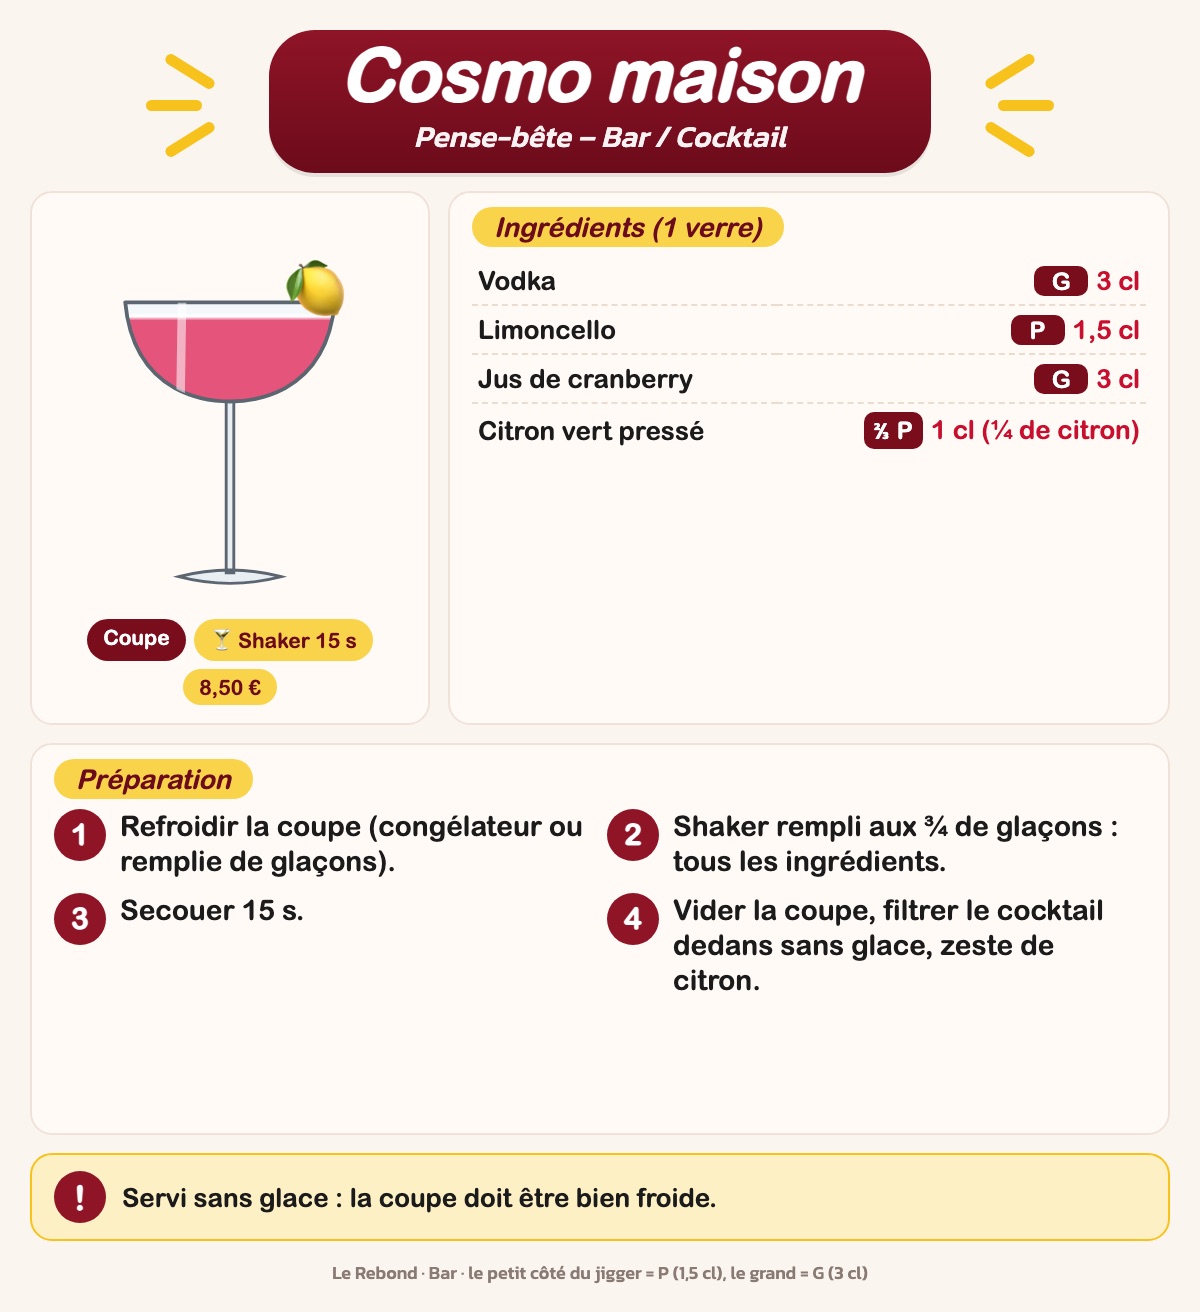 Cosmo maison
Pense-bête – Bar / Cocktail
Coupe
Shaker 15 s
8,50 €
Ingrédients (1 verre)
Vodka G 3 cl
Limoncello P 1,5 cl
Jus de cranberry G 3 cl
Citron vert pressé ⅔ P 1 cl (¼ de citron)
Préparation
1 Refroidir la coupe (congélateur ou
remplie de glaçons).
2 Shaker rempli aux ¾ de glaçons :
tous les ingrédients.
3 Secouer 15 s.
4 Vider la coupe, filtrer le cocktail
dedans sans glace, zeste de
citron.
! Servi sans glace : la coupe doit être bien froide.
Le Rebond · Bar · le petit côté du jigger = P (1,5 cl), le grand = G (3 cl)